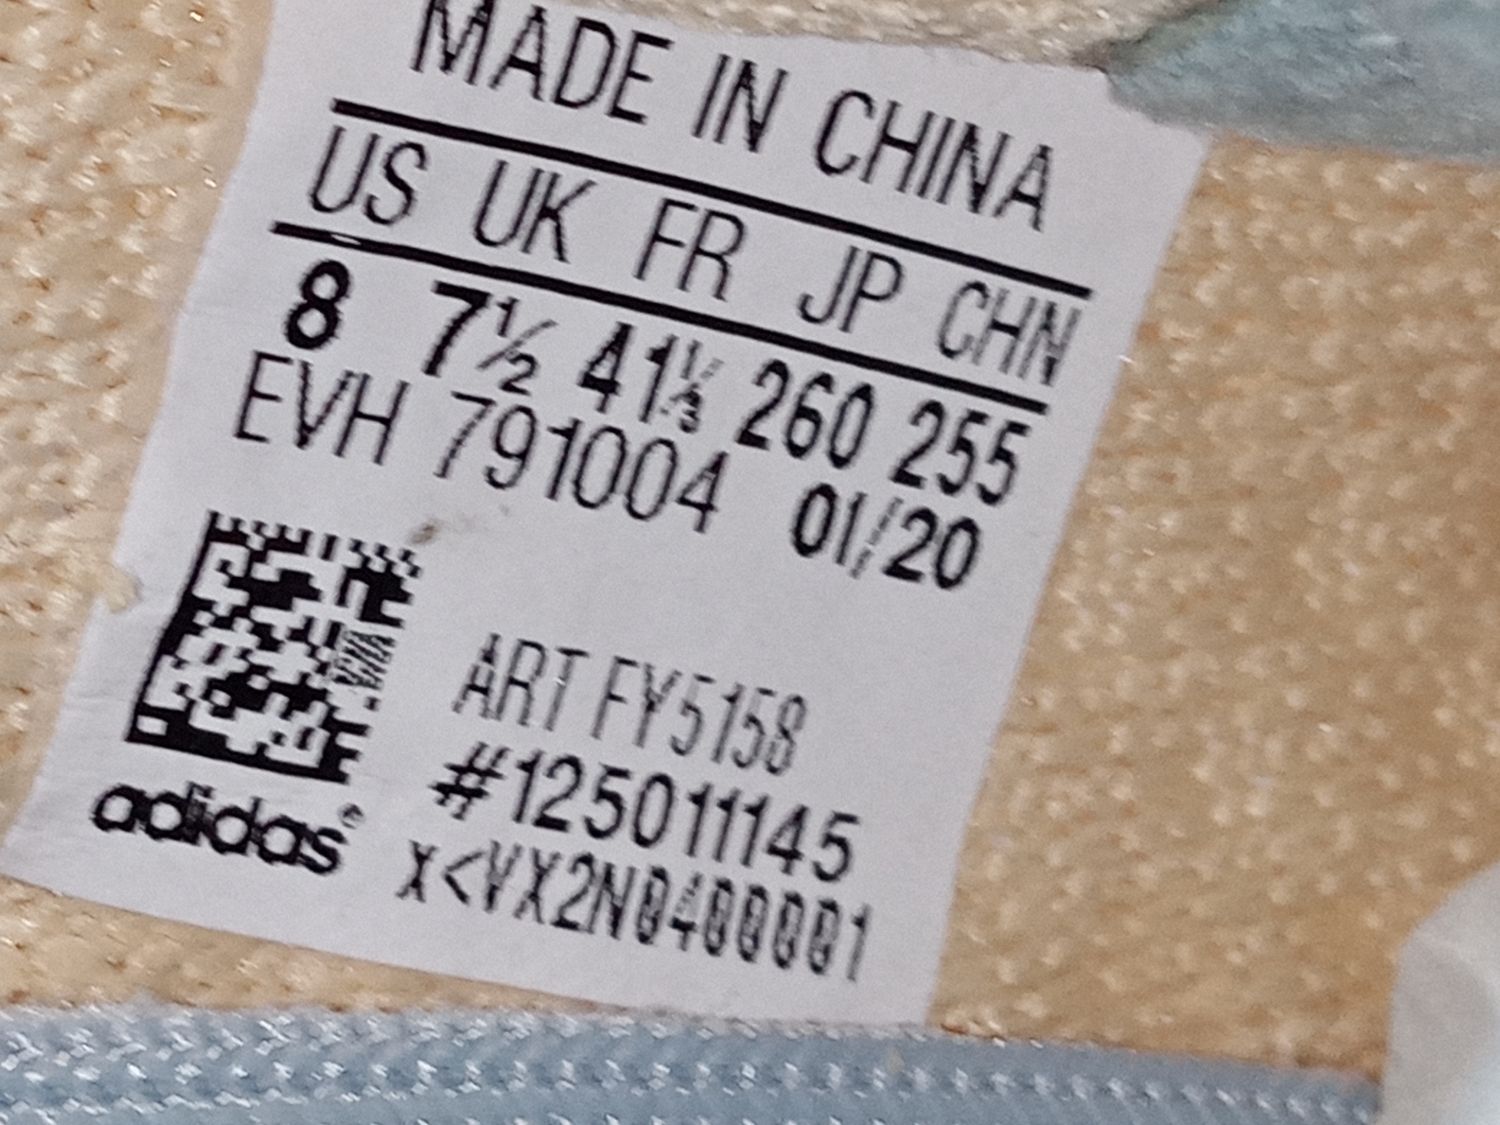 MADE IN CHINA
US UK FR JP CHN
8 7½ 41⅓ 260 255
EVH 791004 01/20
ART FY5158
#125011145
adidas®
x<VX2N0400001